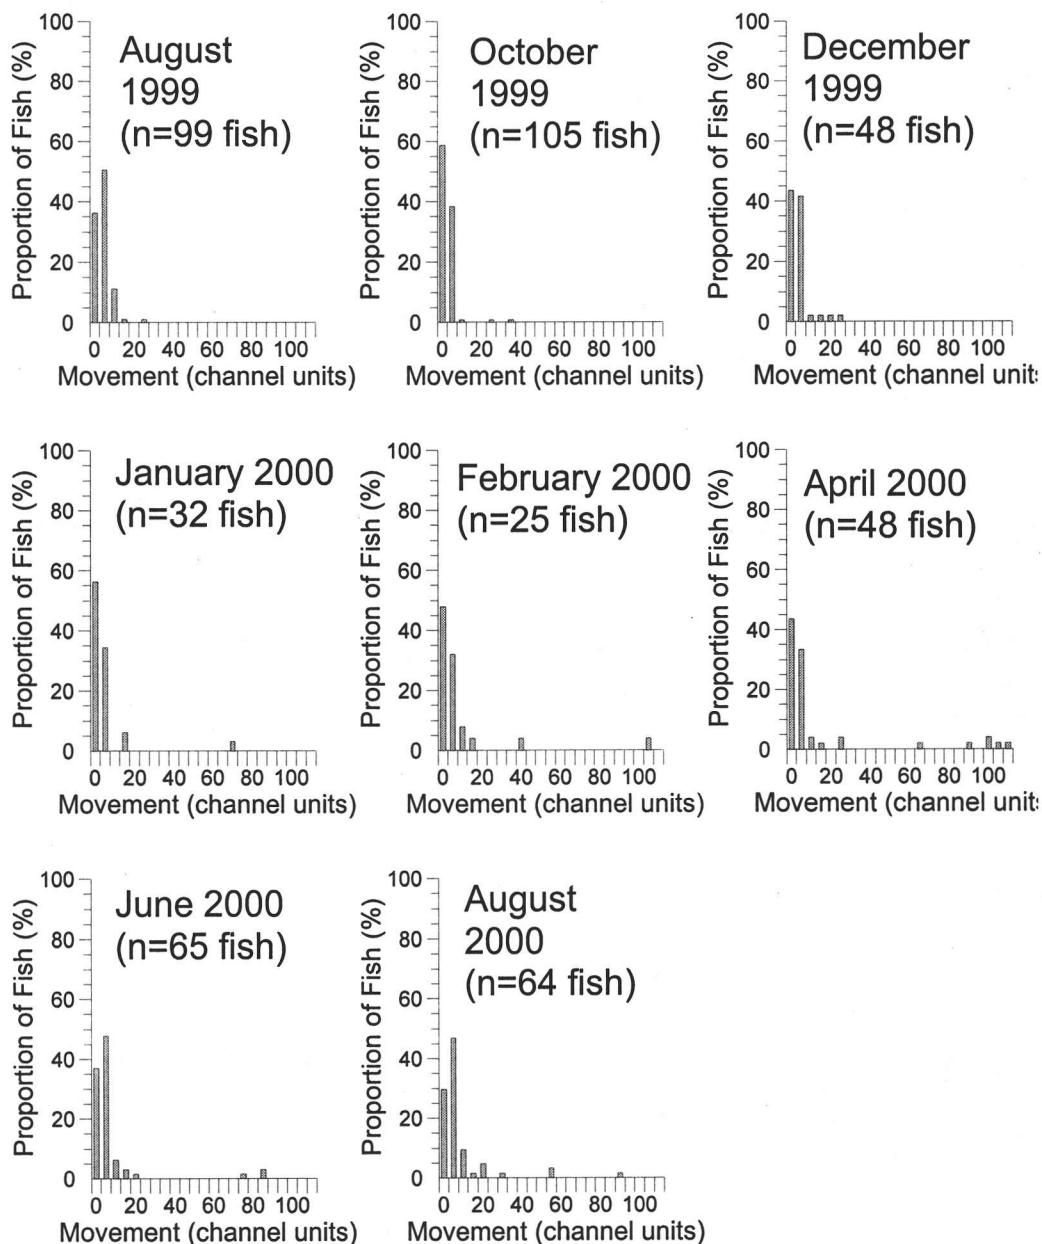 100
80
60
40
20
0
Proportion of Fish (%)
August
1999
(n=99 fish)
0 20 40 60 80 100
Movement (channel units)
100
80
60
40
20
0
Proportion of Fish (%)
October
1999
(n=105 fish)
0 20 40 60 80 100
Movement (channel units)
100
80
60
40
20
0
Proportion of Fish (%)
December
1999
(n=48 fish)
0 20 40 60 80 100
Movement (channel unit
100
80
60
40
20
0
Proportion of Fish (%)
January 2000
(n=32 fish)
0 20 40 60 80 100
Movement (channel units)
100
80
60
40
20
0
Proportion of Fish (%)
February 2000
(n=25 fish)
0 20 40 60 80 100
Movement (channel units)
100
80
60
40
20
0
Proportion of Fish (%)
April 2000
(n=48 fish)
0 20 40 60 80 100
Movement (channel unit
100
80
60
40
20
0
Proportion of Fish (%)
June 2000
(n=65 fish)
0 20 40 60 80 100
Movement (channel units)
100
80
60
40
20
0
Proportion of Fish (%)
August
2000
(n=64 fish)
0 20 40 60 80 100
Movement (channel units)